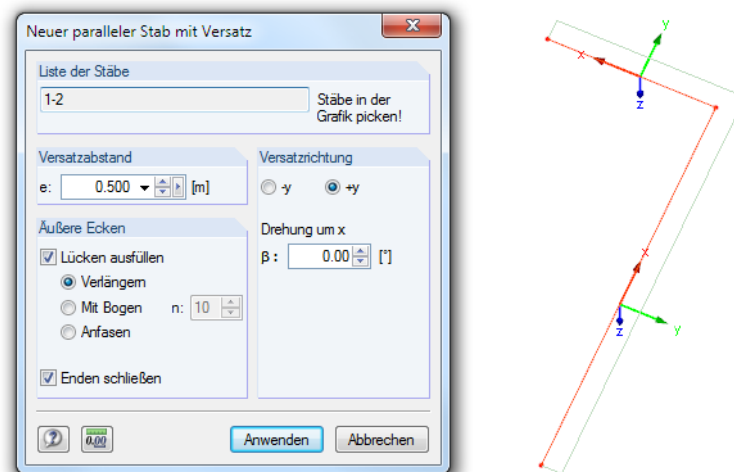 Neuer paralleler Stab mit Versatz
Liste der Stäbe
1-2
Stäbe in der
Grafik picken!
Versatzabstand
e: 0.500 [m]
Versatzrichtung
-y +y
Äußere Ecken
Lücken ausfüllen
Verlängern
Mit Bogen n: 10
Anfasen
Enden schließen
Drehung um x
β : 0.00 [°]
0.00
Anwenden
Abbrechen
y
x
z
x
y
z